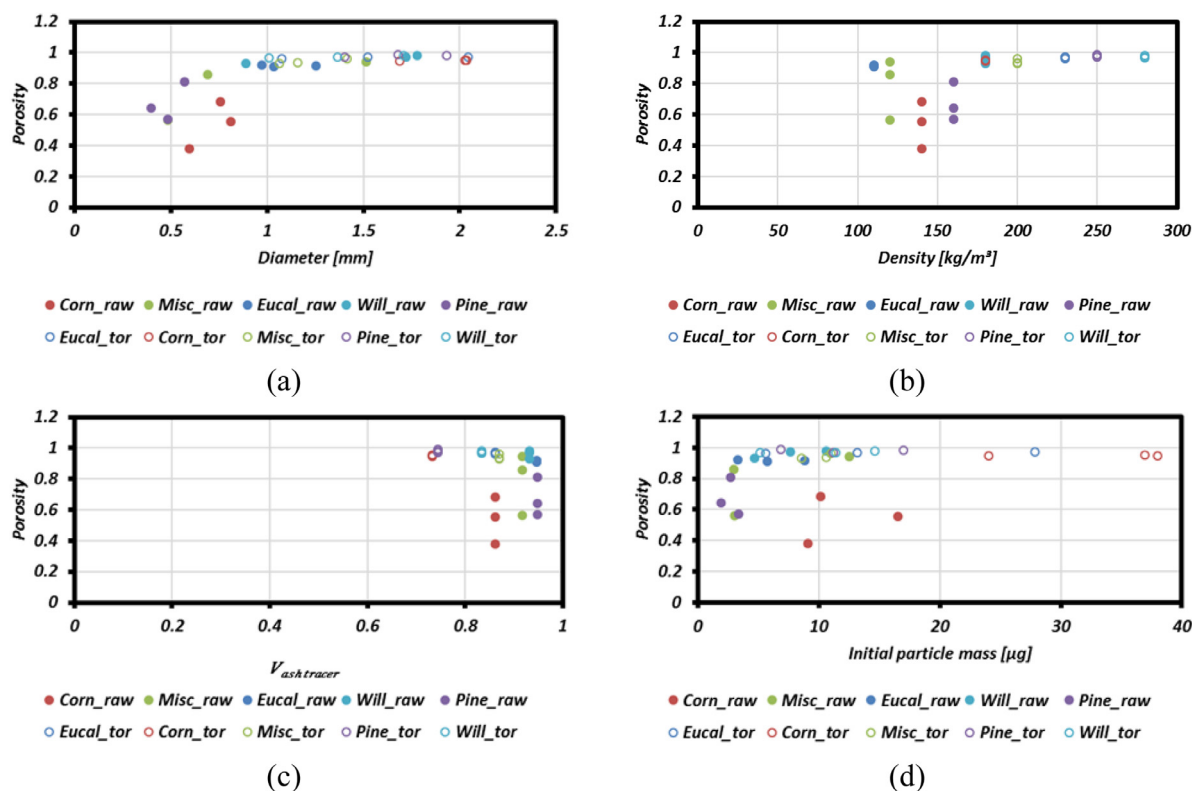 1.2
1
0.8
0.6
0.4
0.2
0
Porosity
0 0.5 1 1.5 2 2.5
Diameter [mm]
Corn_raw Misc_raw Eucal_raw Will_raw Pine_raw
Eucal_tor Corn_tor Misc_tor Pine_tor Will_tor
(a)
1.2
1
0.8
0.6
0.4
0.2
0
Porosity
0 50 100 150 200 250 300
Density [kg/m³]
Corn_raw Misc_raw Eucal_raw Will_raw Pine_raw
Eucal_tor Corn_tor Misc_tor Pine_tor Will_tor
(b)
1.2
1
0.8
0.6
0.4
0.2
0
Porosity
0 0.2 0.4 0.6 0.8 1
V ashtracer
Corn_raw Misc_raw Eucal_raw Will_raw Pine_raw
Eucal_tor Corn_tor Misc_tor Pine_tor Will_tor
(c)
1.2
1
0.8
0.6
0.4
0.2
0
Porosity
0 10 20 30 40
Initial particle mass [µg]
Corn_raw Misc_raw Eucal_raw Will_raw Pine_raw
Eucal_tor Corn_tor Misc_tor Pine_tor Will_tor
(d)